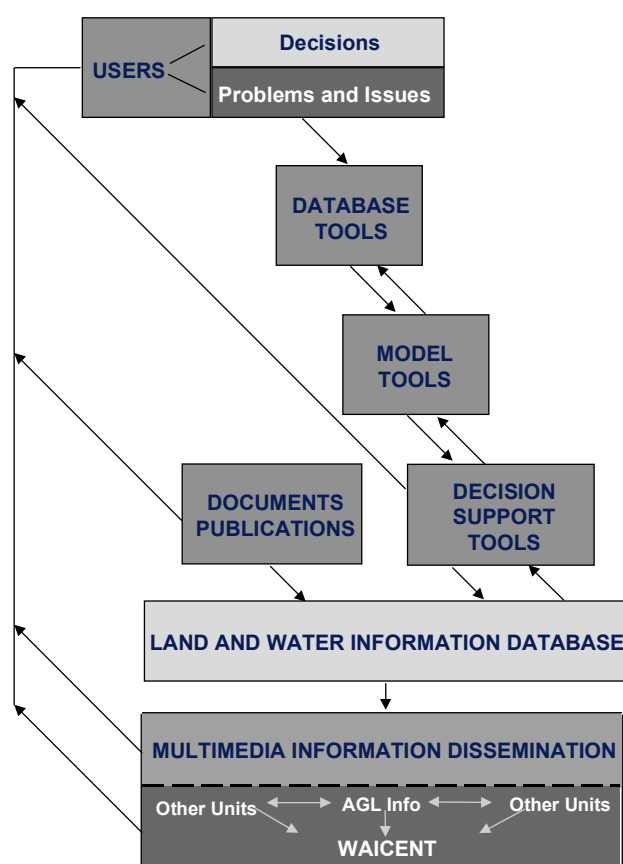 Decisions
USERS
Problems and Issues
DATABASE
TOOLS
MODEL
TOOLS
DOCUMENTS
PUBLICATIONS
DECISION
SUPPORT
TOOLS
LAND AND WATER INFORMATION DATABASE
MULTIMEDIA INFORMATION DISSEMINATION
Other Units
AGL Info
Other Units
WAICENT